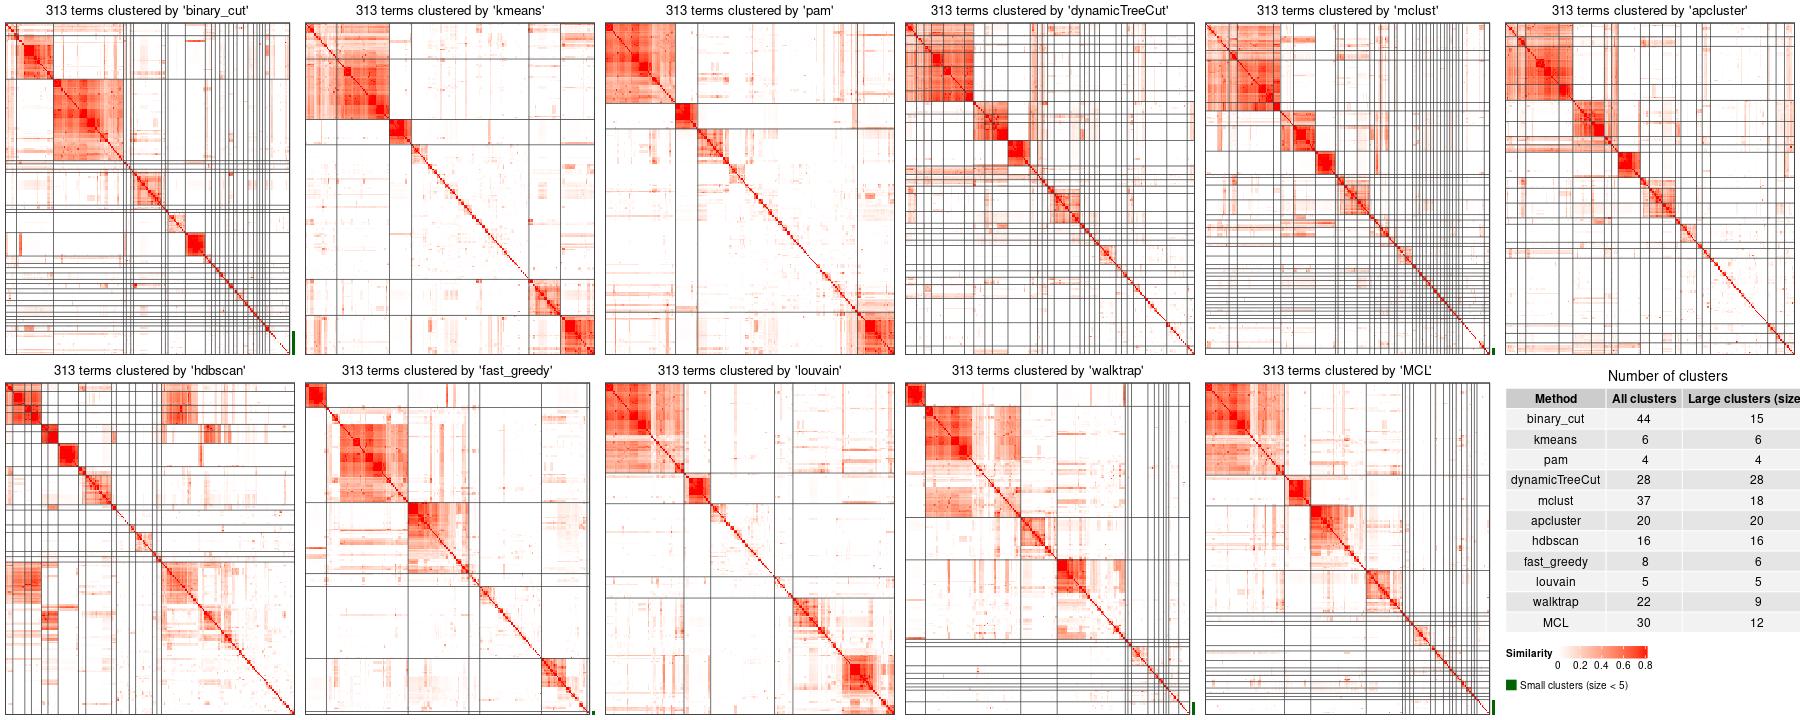 313 terms clustered by 'binary_cut'
313 terms clustered by 'kmeans'
313 terms clustered by 'pam'
313 terms clustered by 'dynamicTreeCut'
313 terms clustered by 'mclust'
313 terms clustered by 'apcluster'
313 terms clustered by 'hdbscan'
313 terms clustered by 'fast_greedy'
313 terms clustered by 'louvain'
313 terms clustered by 'walktrap'
313 terms clustered by 'MCL'
Number of clusters
Method All clusters Large clusters (size
binary_cut 44 15
kmeans 6 6
pam 4 4
dynamicTreeCut 28 28
mclust 37 18
apcluster 20 20
hdbscan 16 16
fast_greedy 8 6
louvain 5 5
walktrap 22 9
MCL 30 12
Similarity
0 0.2 0.4 0.6 0.8
Small clusters (size < 5)